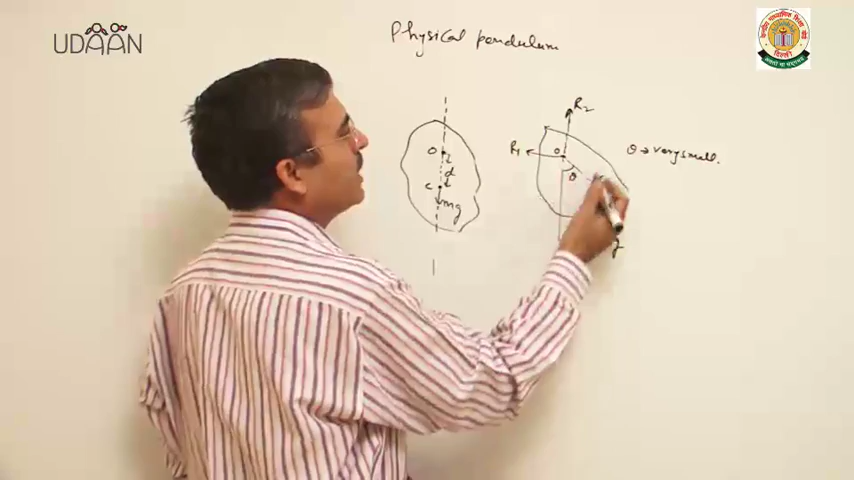 UDAAN
Physical pendulum
R2
R1
O
θ → very small.
O
d
θ
C
mg